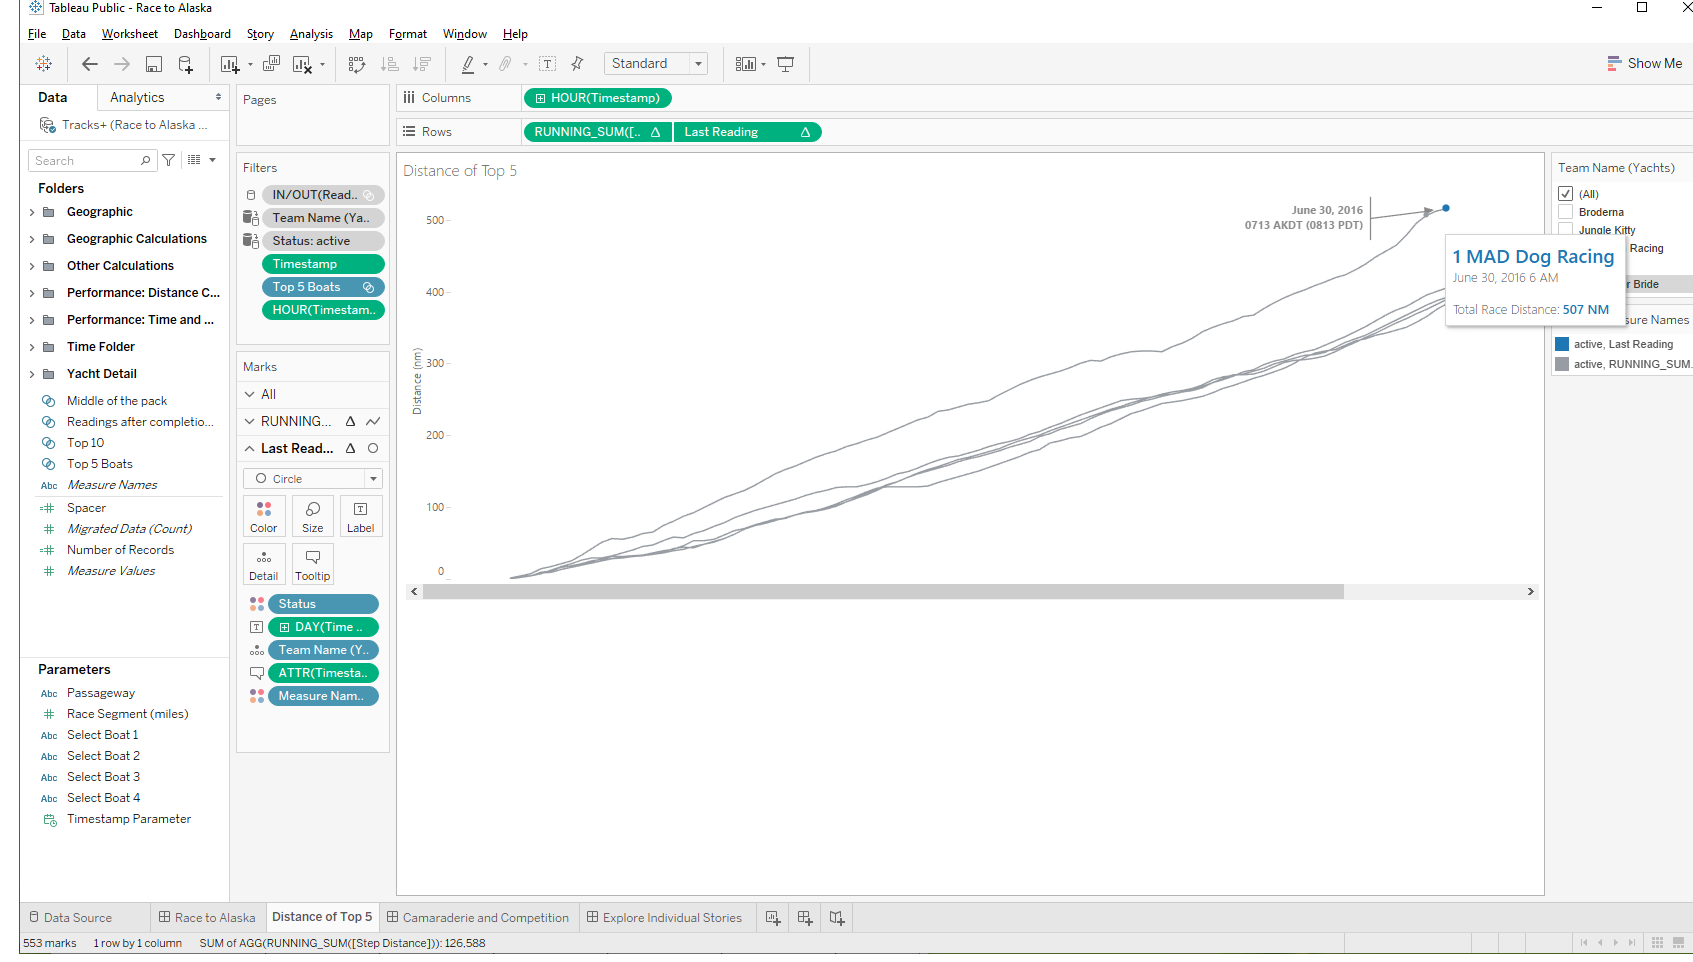 Tableau Public - Race to Alaska
File Data Worksheet Dashboard Story Analysis Map Format Window Help
Standard
Show Me
Data Analytics
Tracks+ (Race to Alaska ...
Search
Folders
Geographic
Geographic Calculations
Other Calculations
Performance: Distance C...
Performance: Time and ...
Time Folder
Yacht Detail
Middle of the pack
Readings after completio...
Top 10
Top 5 Boats
Abc Measure Names
Spacer
Migrated Data (Count)
Number of Records
Measure Values
Parameters
Abc Passageway
Race Segment (miles)
Abc Select Boat 1
Abc Select Boat 2
Abc Select Boat 3
Abc Select Boat 4
Timestamp Parameter
Pages
Filters
IN/OUT(Read..
Team Name (Ya..
Status: active
Timestamp
Top 5 Boats
HOUR(Timestam..
Marks
All
RUNNING...
Last Read...
Circle
Color Size Label
Detail Tooltip
Status
DAY(Time ..
Team Name (Y..
ATTR(Timesta..
Measure Nam..
Columns HOUR(Timestamp)
Rows RUNNING_SUM([.. Last Reading
Distance of Top 5
Distance (nm)
500
400
300
200
100
0
June 30, 2016
0713 AKDT (0813 PDT)
1 MAD Dog Racing
June 30, 2016 6 AM
Total Race Distance: 507 NM
Team Name (Yachts)
(All)
Broderna
Jungle Kitty
Racing
r Bride
sure Names
active, Last Reading
active, RUNNING_SUM.
Data Source Race to Alaska Distance of Top 5 Camaraderie and Competition Explore Individual Stories
553 marks 1 row by 1 column SUM of AGG(RUNNING_SUM([Step Distance])): 126,588